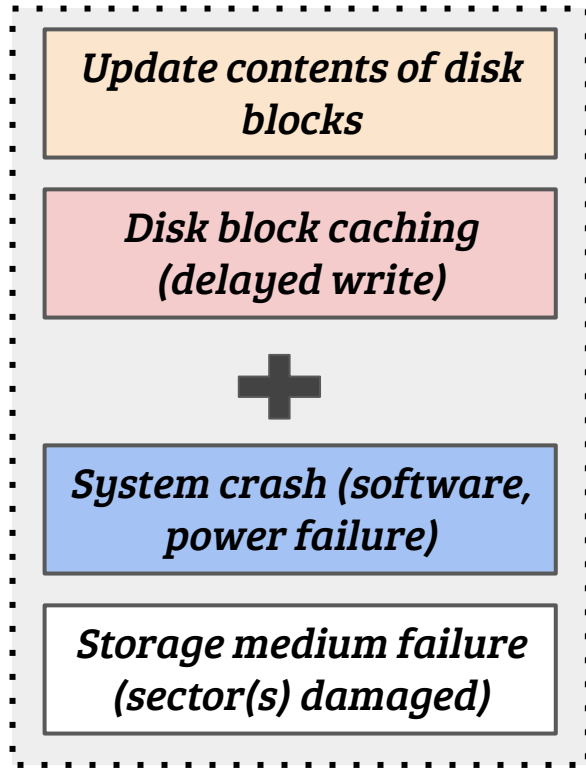 Update contents of disk
blocks
Disk block caching
(delayed write)
System crash (software,
power failure)
Storage medium failure
(sector(s) damaged)